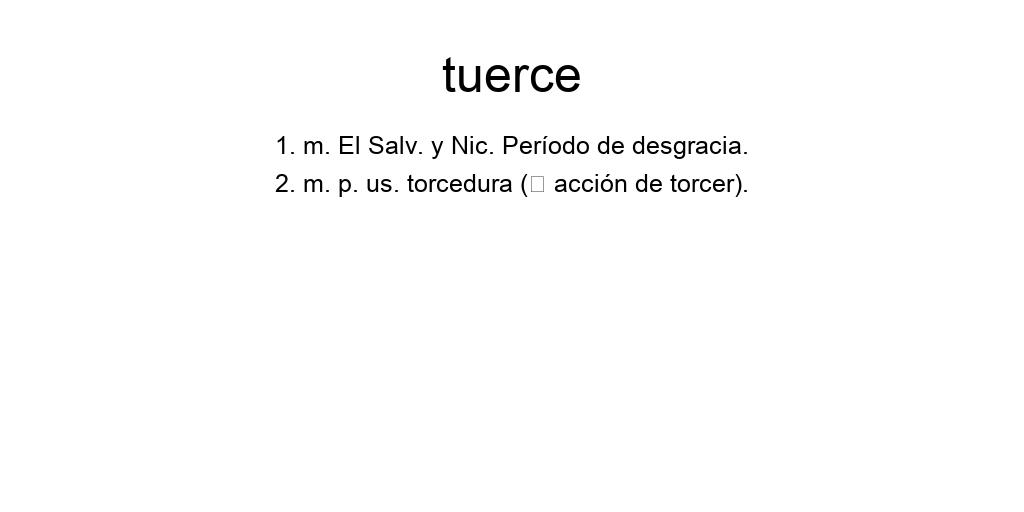 tuerce
1. m. El Salv. y Nic. Período de desgracia.
2. m. p. us. torcedura (□ acción de torcer).